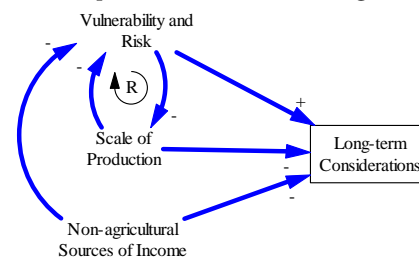 Vulnerability and
Risk
-
-
R
-
+
Scale of
Production
Long-term
Considerations
-
-
Non-agricultural
Sources of Income